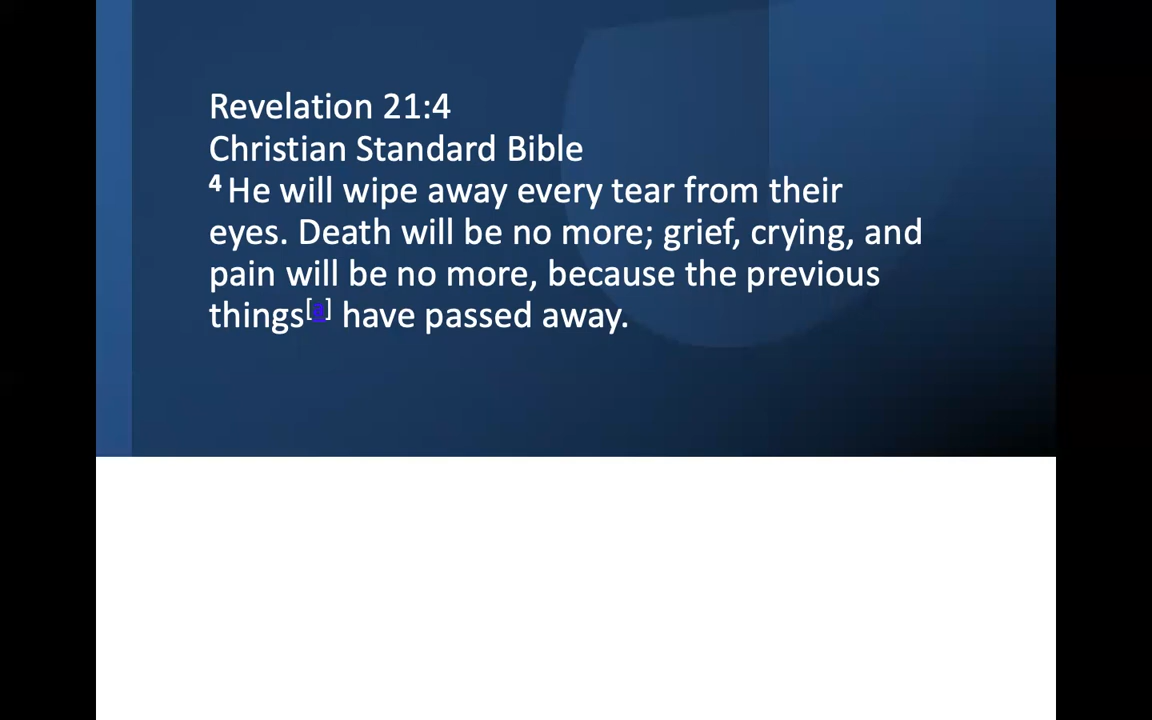 Revelation 21:4
Christian Standard Bible
4 He will wipe away every tear from their
eyes. Death will be no more; grief, crying, and
pain will be no more, because the previous
things[a] have passed away.